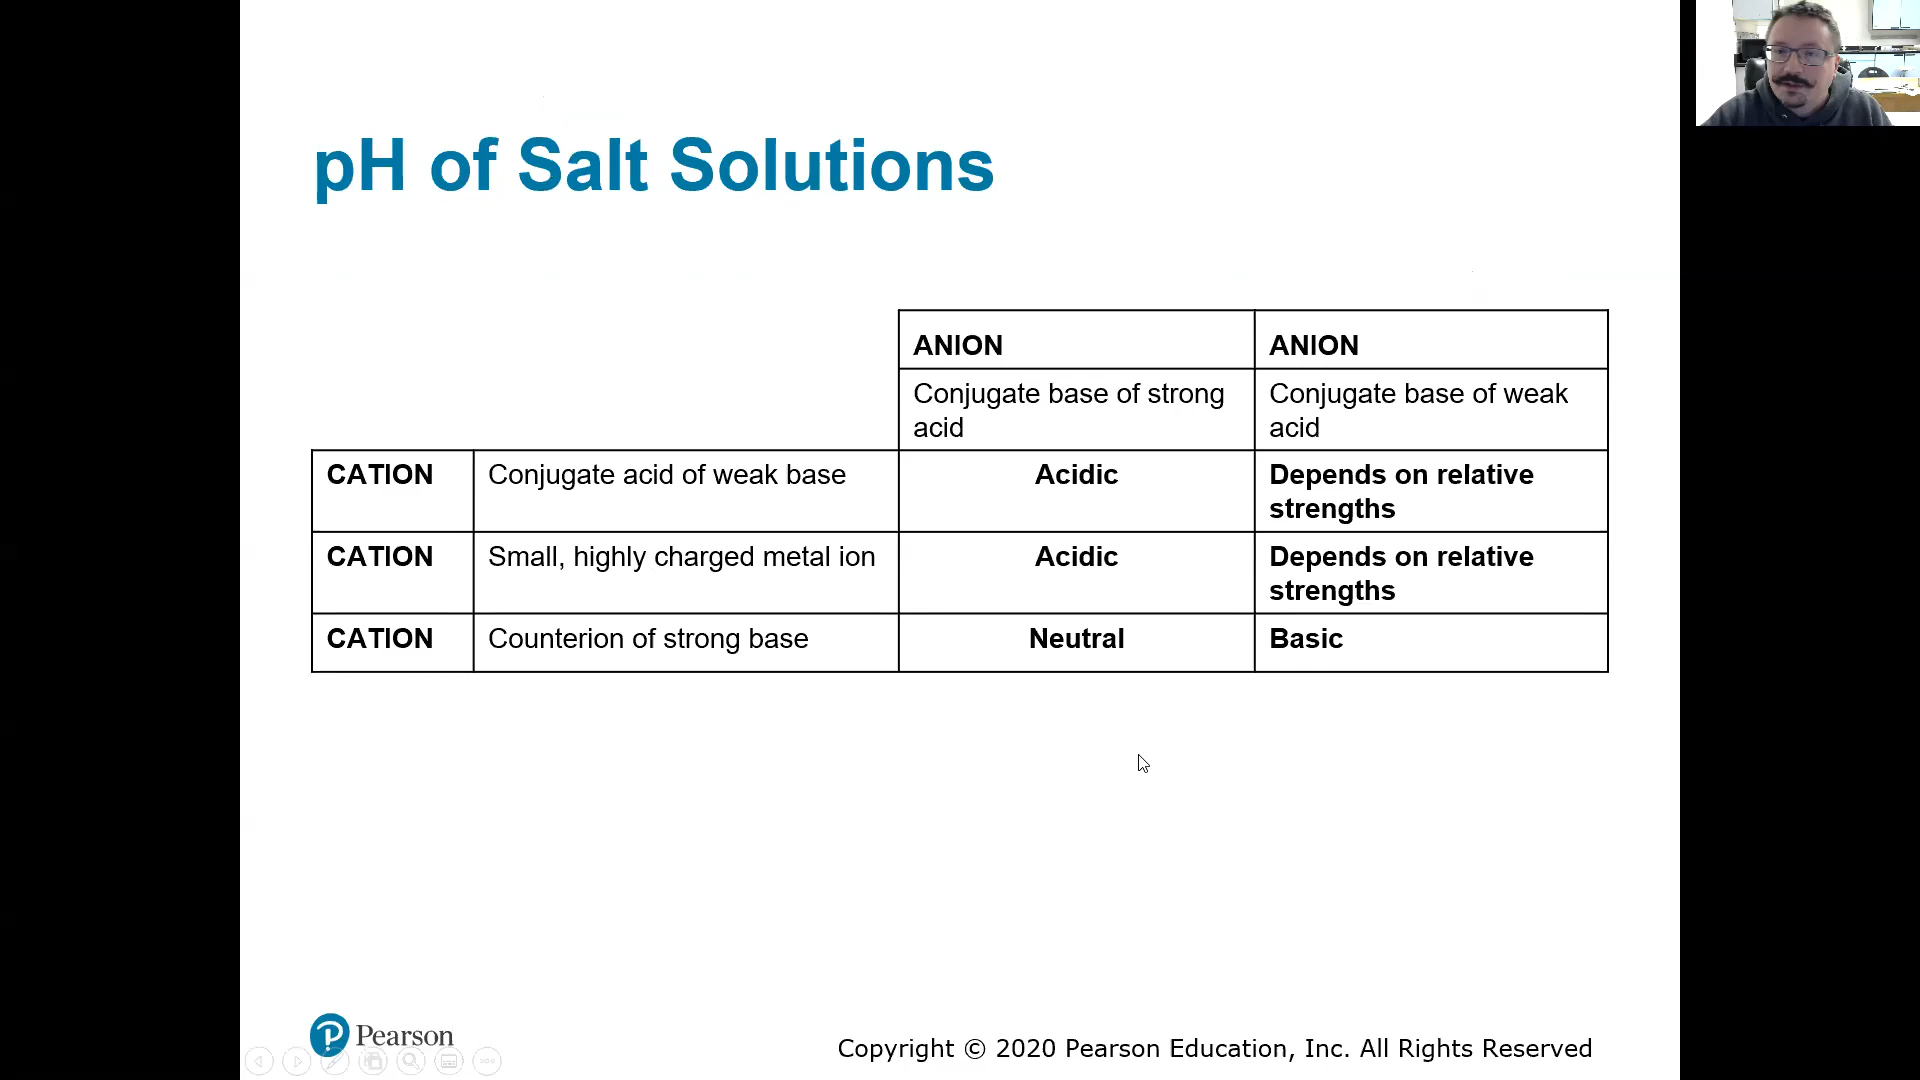 pH of Salt Solutions
ANION
ANION
Conjugate base of strong
acid
Conjugate base of weak
acid
CATION
Conjugate acid of weak base
Acidic
Depends on relative
strengths
CATION
Small, highly charged metal ion
Acidic
Depends on relative
strengths
CATION
Counterion of strong base
Neutral
Basic
Pearson
Copyright © 2020 Pearson Education, Inc. All Rights Reserved